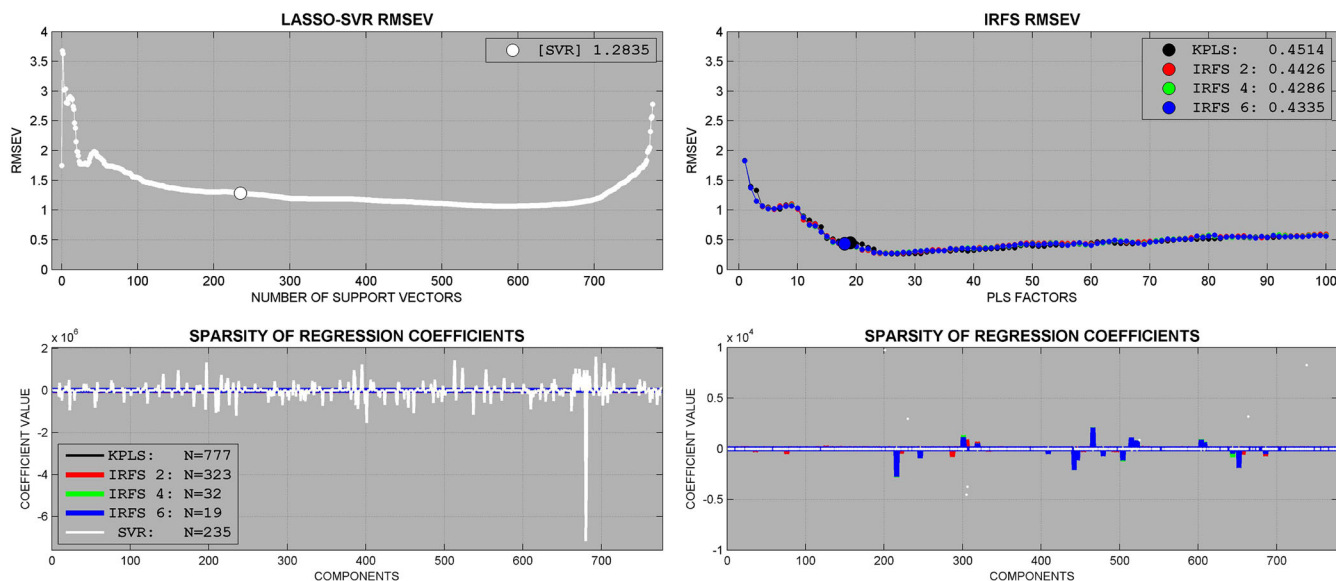 LASSO-SVR RMSEV
4
3.5
3
2.5
2
1.5
1
0.5
0
RMSEV
[SVR] 1.2835
0 100 200 300 400 500 600 700
NUMBER OF SUPPORT VECTORS
IRFS RMSEV
4
3.5
3
2.5
2
1.5
1
0.5
0
RMSEV
KPLS: 0.4514
IRFS 2: 0.4426
IRFS 4: 0.4286
IRFS 6: 0.4335
0 10 20 30 40 50 60 70 80 90 100
PLS FACTORS
SPARSITY OF REGRESSION COEFFICIENTS
x 10^6
2
0
-2
-4
-6
COEFFICIENT VALUE
KPLS: N=777
IRFS 2: N=323
IRFS 4: N=32
IRFS 6: N=19
SVR: N=235
0 100 200 300 400 500 600 700
COMPONENTS
SPARSITY OF REGRESSION COEFFICIENTS
x 10^4
1
0.5
0
-0.5
-1
COEFFICIENT VALUE
0 100 200 300 400 500 600 700
COMPONENTS